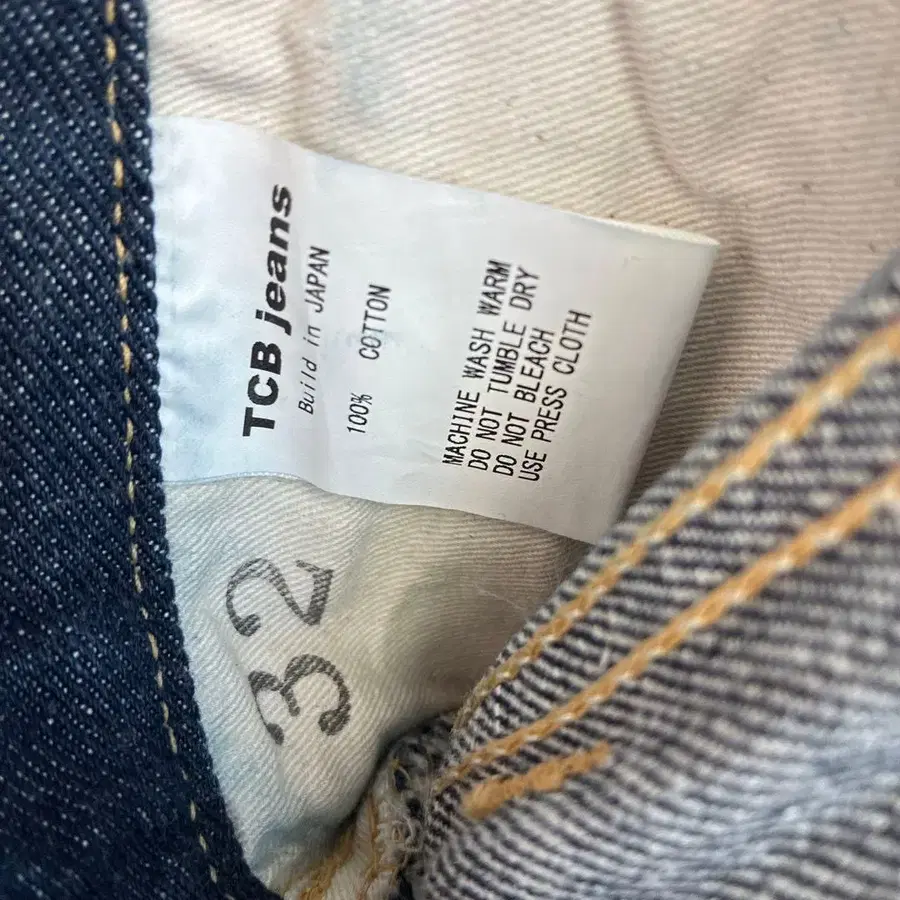 TCB jeans
Build in JAPAN
100% COTTON
MACHINE WASH WARM
DO NOT TUMBLE DRY
DO NOT BLEACH
USE PRESS CLOTH
32